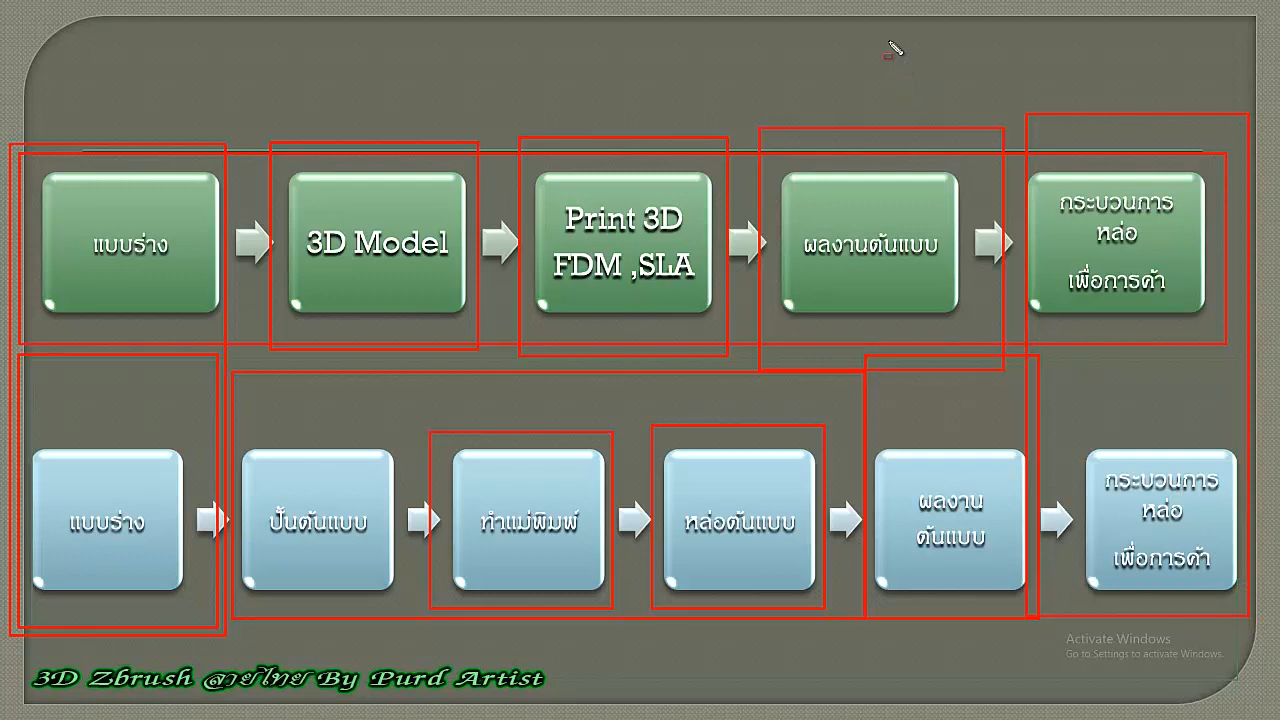 แบบร่าง
3D Model
Print 3D
FDM ,SLA
ผลงานต้นแบบ
กระบวนการ
หล่อ
เพื่อการค้า
แบบร่าง
ปั้นต้นแบบ
ทำแม่พิมพ์
หล่อต้นแบบ
ผลงาน
ต้นแบบ
กระบวนการ
หล่อ
เพื่อการค้า
Activate Windows
Go to Settings to activate Windows.
3D Zbrush ลายไทย By Purd Artist